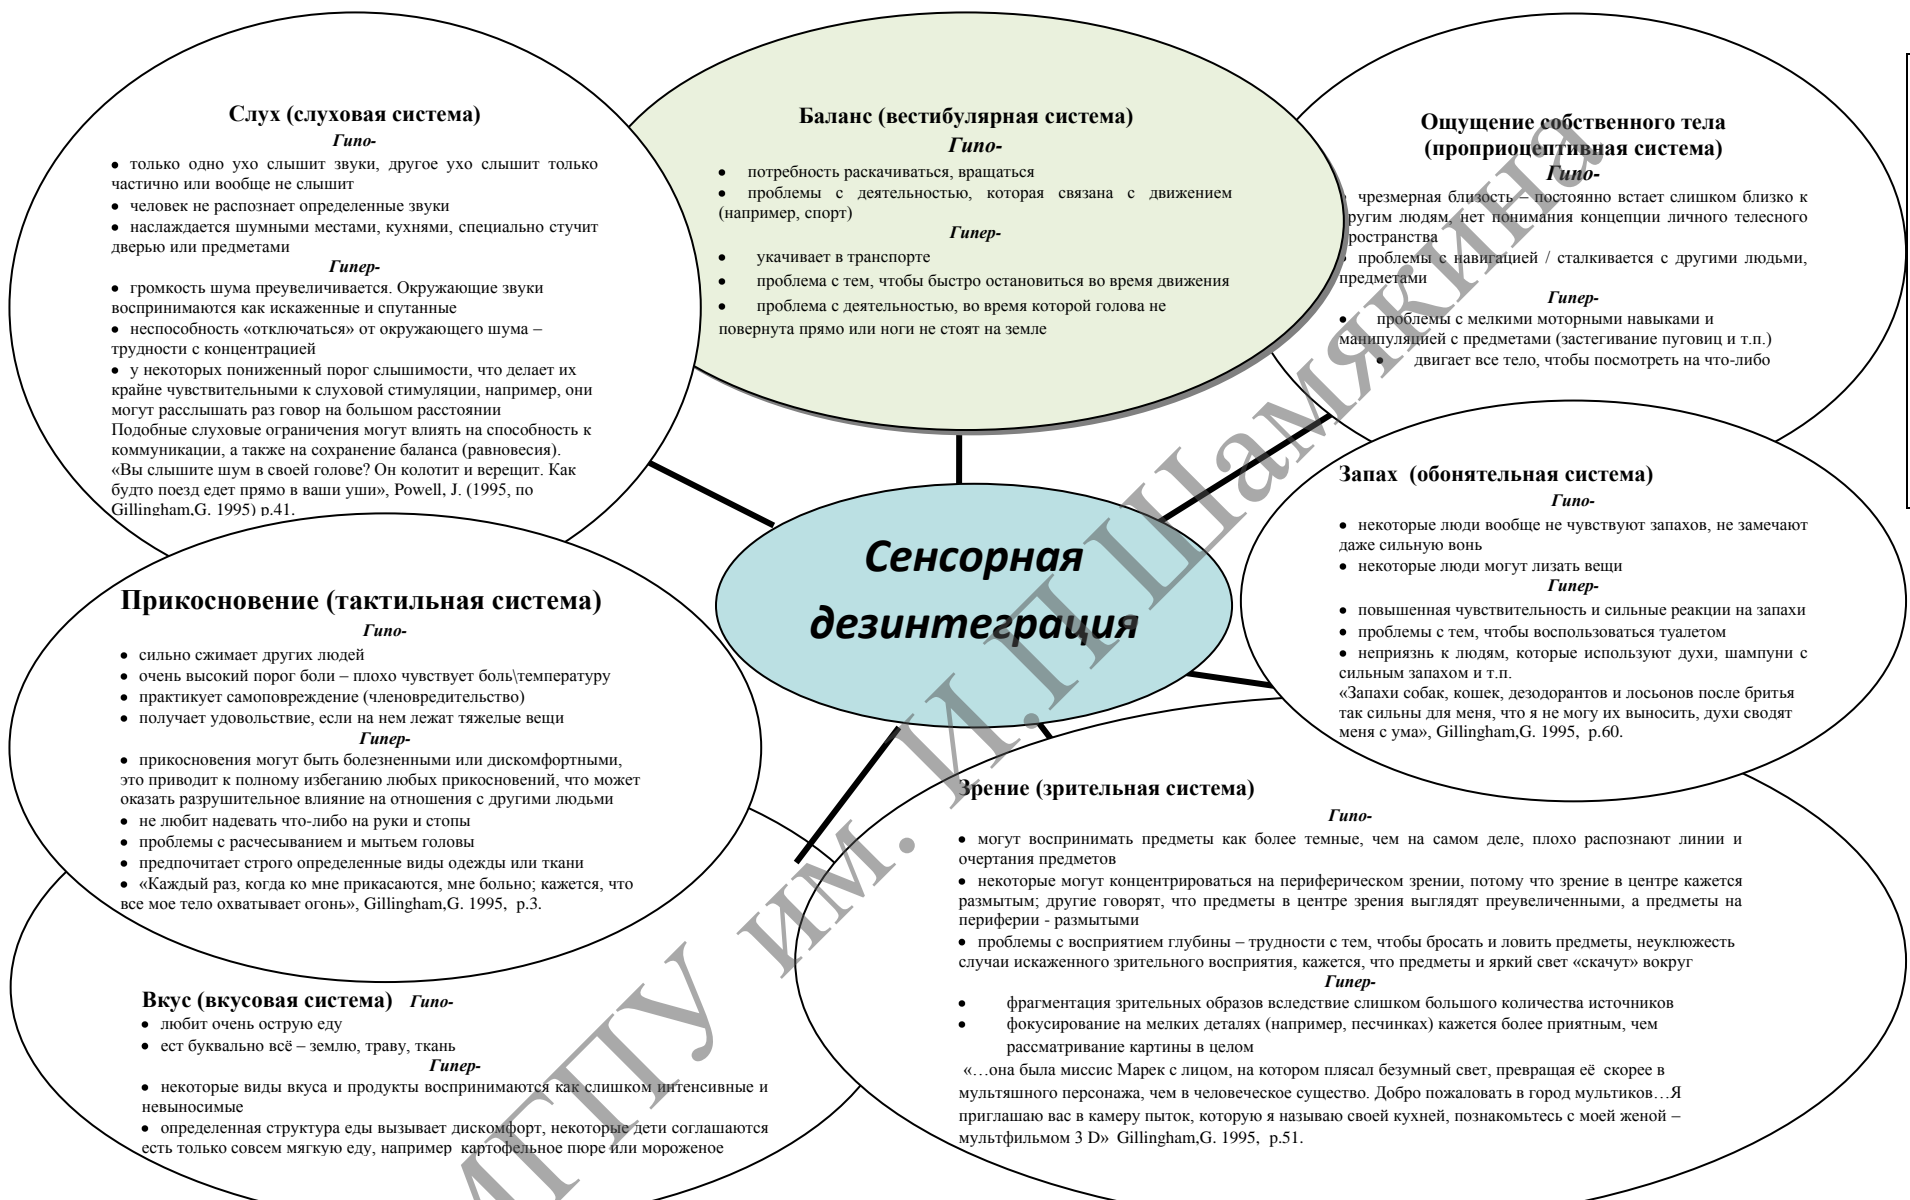 Слух (слуховая система)
Гипо-
• только одно ухо слышит звуки, другое ухо слышит только
частично или вообще не слышит
• человек не распознает определенные звуки
• наслаждается шумными местами, кухнями, специально стучит
дверью или предметами
Гипер-
• громкость шума преувеличивается. Окружающие звуки
воспринимаются как искаженные и спутанные
• неспособность «отключаться» от окружающего шума –
трудности с концентрацией
• у некоторых пониженный порог слышимости, что делает их
крайне чувствительными к слуховой стимуляции, например, они
могут расслышать раз говор на большом расстоянии
Подобные слуховые ограничения могут влиять на способность к
коммуникации, а также на сохранение баланса (равновесия).
«Вы слышите шум в своей голове? Он колотит и верещит. Как
будто поезд едет прямо в ваши уши», Powell, J. (1995, по
Gillingham,G. 1995) p.41.
Баланс (вестибулярная система)
Гипо-
• потребность раскачиваться, вращаться
• проблемы с деятельностью, которая связана с движением
(например, спорт)
Гипер-
• укачивает в транспорте
• проблема с тем, чтобы быстро остановиться во время движения
• проблема с деятельностью, во время которой голова не
повернута прямо или ноги не стоят на земле
Ощущение собственного тела
(проприоцептивная система)
Гипо-
чрезмерная близость – постоянно встает слишком близко к
ругим людям, нет понимания концепции личного телесного
ространства
проблемы с навигацией / сталкивается с другими людьми,
предметами
Гипер-
• проблемы с мелкими моторными навыками и
манипуляцией с предметами (застегивание пуговиц и т.п.)
• двигает все тело, чтобы посмотреть на что-либо
Сенсорная
дезинтеграция
Запах (обонятельная система)
Гипо-
• некоторые люди вообще не чувствуют запахов, не замечают
даже сильную вонь
• некоторые люди могут лизать вещи
Гипер-
• повышенная чувствительность и сильные реакции на запахи
• проблемы с тем, чтобы воспользоваться туалетом
• неприязнь к людям, которые используют духи, шампуни с
сильным запахом и т.п.
«Запахи собак, кошек, дезодорантов и лосьонов после бритья
так сильны для меня, что я не могу их выносить, духи сводят
меня с ума», Gillingham,G. 1995, p.60.
Прикосновение (тактильная система)
Гипо-
• сильно сжимает других людей
• очень высокий порог боли – плохо чувствует боль\температуру
• практикует самоповреждение (членовредительство)
• получает удовольствие, если на нем лежат тяжелые вещи
Гипер-
• прикосновения могут быть болезненными или дискомфортными,
это приводит к полному избеганию любых прикосновений, что может
оказать разрушительное влияние на отношения с другими людьми
• не любит надевать что-либо на руки и стопы
• проблемы с расчесыванием и мытьем головы
• предпочитает строго определенные виды одежды или ткани
• «Каждый раз, когда ко мне прикасаются, мне больно; кажется, что
все мое тело охватывает огонь», Gillingham,G. 1995, p.3.
Зрение (зрительная система)
Гипо-
• могут воспринимать предметы как более темные, чем на самом деле, плохо распознают линии и
очертания предметов
• некоторые могут концентрироваться на периферическом зрении, потому что зрение в центре кажется
размытым; другие говорят, что предметы в центре зрения выглядят преувеличенными, а предметы на
периферии - размытыми
• проблемы с восприятием глубины – трудности с тем, чтобы бросать и ловить предметы, неуклюжесть
случаи искаженного зрительного восприятия, кажется, что предметы и яркий свет «скачут» вокруг
Гипер-
• фрагментация зрительных образов вследствие слишком большого количества источников
• фокусирование на мелких деталях (например, песчинках) кажется более приятным, чем
рассматривание картины в целом
«…она была миссис Марек с лицом, на котором плясал безумный свет, превращая её скорее в
мультяшного персонажа, чем в человеческое существо. Добро пожаловать в город мультиков…Я
приглашаю вас в камеру пыток, которую я называю своей кухней, познакомьтесь с моей женой –
мультфильмом 3 D» Gillingham,G. 1995, p.51.
Вкус (вкусовая система) Гипо-
• любит очень острую еду
• ест буквально всё – землю, траву, ткань
Гипер-
• некоторые виды вкуса и продукты воспринимаются как слишком интенсивные и
невыносимые
• определенная структура еды вызывает дискомфорт, некоторые дети соглашаются
есть только совсем мягкую еду, например картофельное пюре или мороженое
МГПУ им. И.П Шамякина